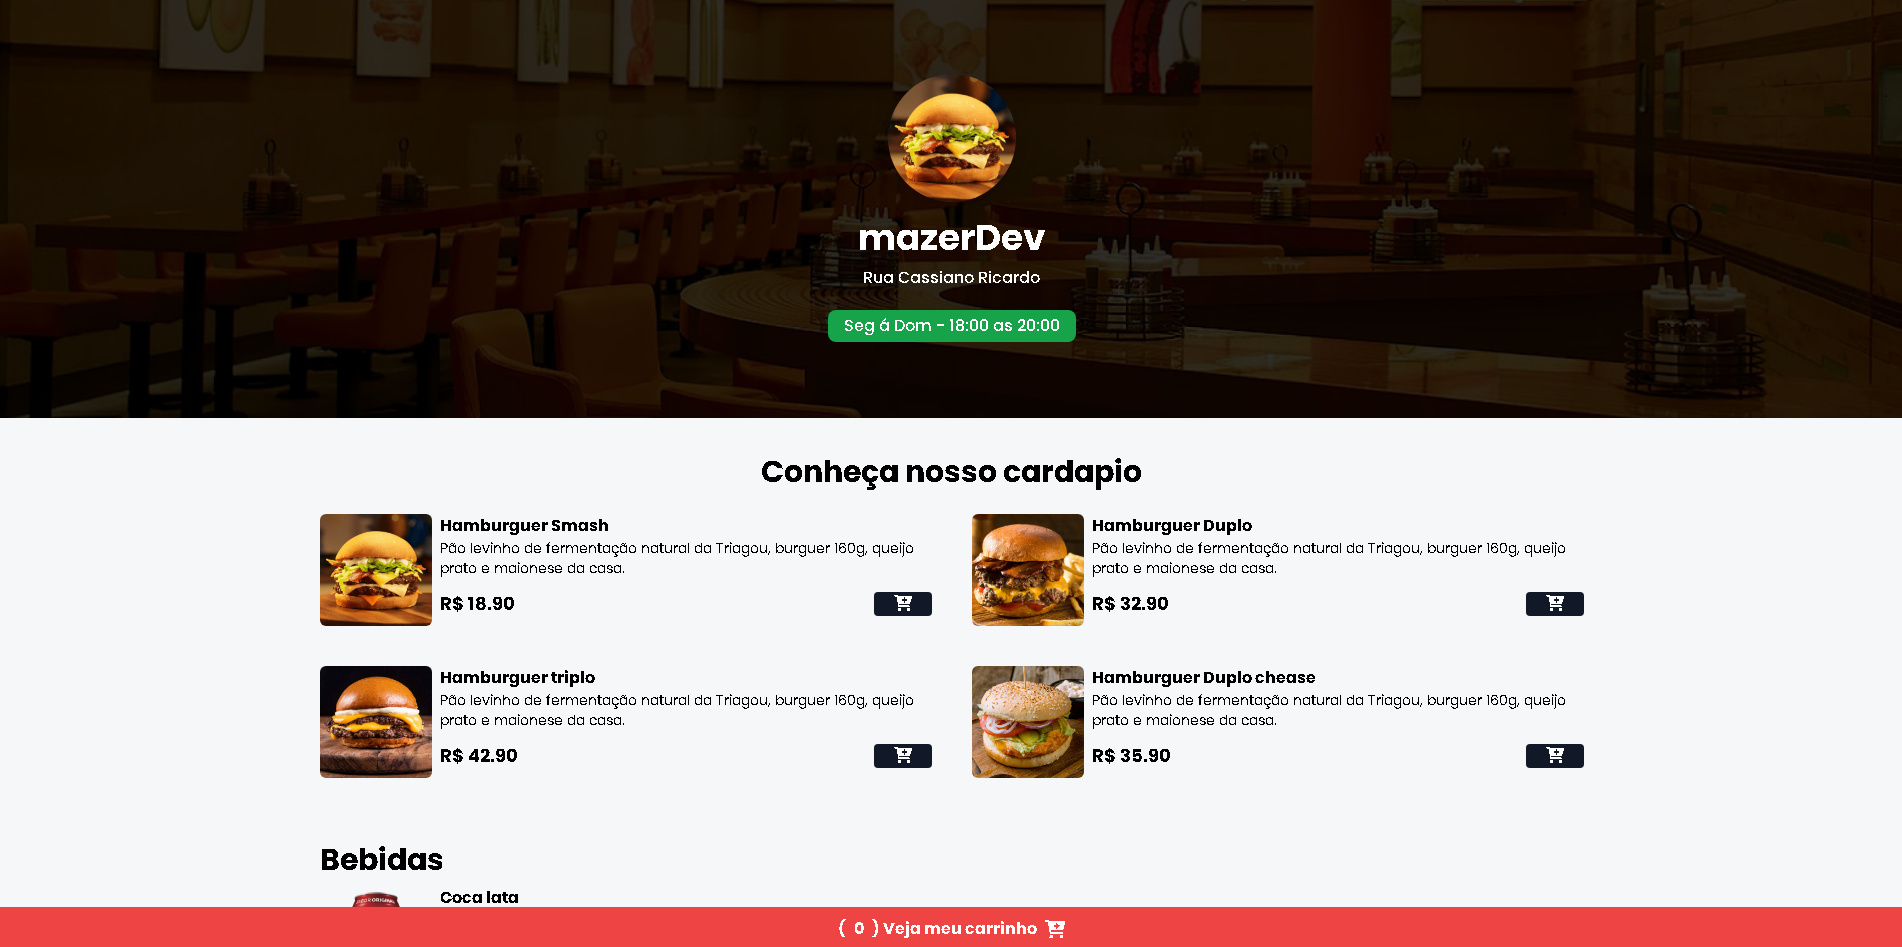 mazerDev
Rua Cassiano Ricardo
Seg á Dom - 18:00 as 20:00
Conheça nosso cardapio
Hamburguer Smash
Pão levinho de fermentação natural da Triagou, burguer 160g, queijo
prato e maionese da casa.
R$ 18.90
Hamburguer Duplo
Pão levinho de fermentação natural da Triagou, burguer 160g, queijo
prato e maionese da casa.
R$ 32.90
Hamburguer triplo
Pão levinho de fermentação natural da Triagou, burguer 160g, queijo
prato e maionese da casa.
R$ 42.90
Hamburguer Duplo chease
Pão levinho de fermentação natural da Triagou, burguer 160g, queijo
prato e maionese da casa.
R$ 35.90
Bebidas
Coca lata
( 0 ) Veja meu carrinho